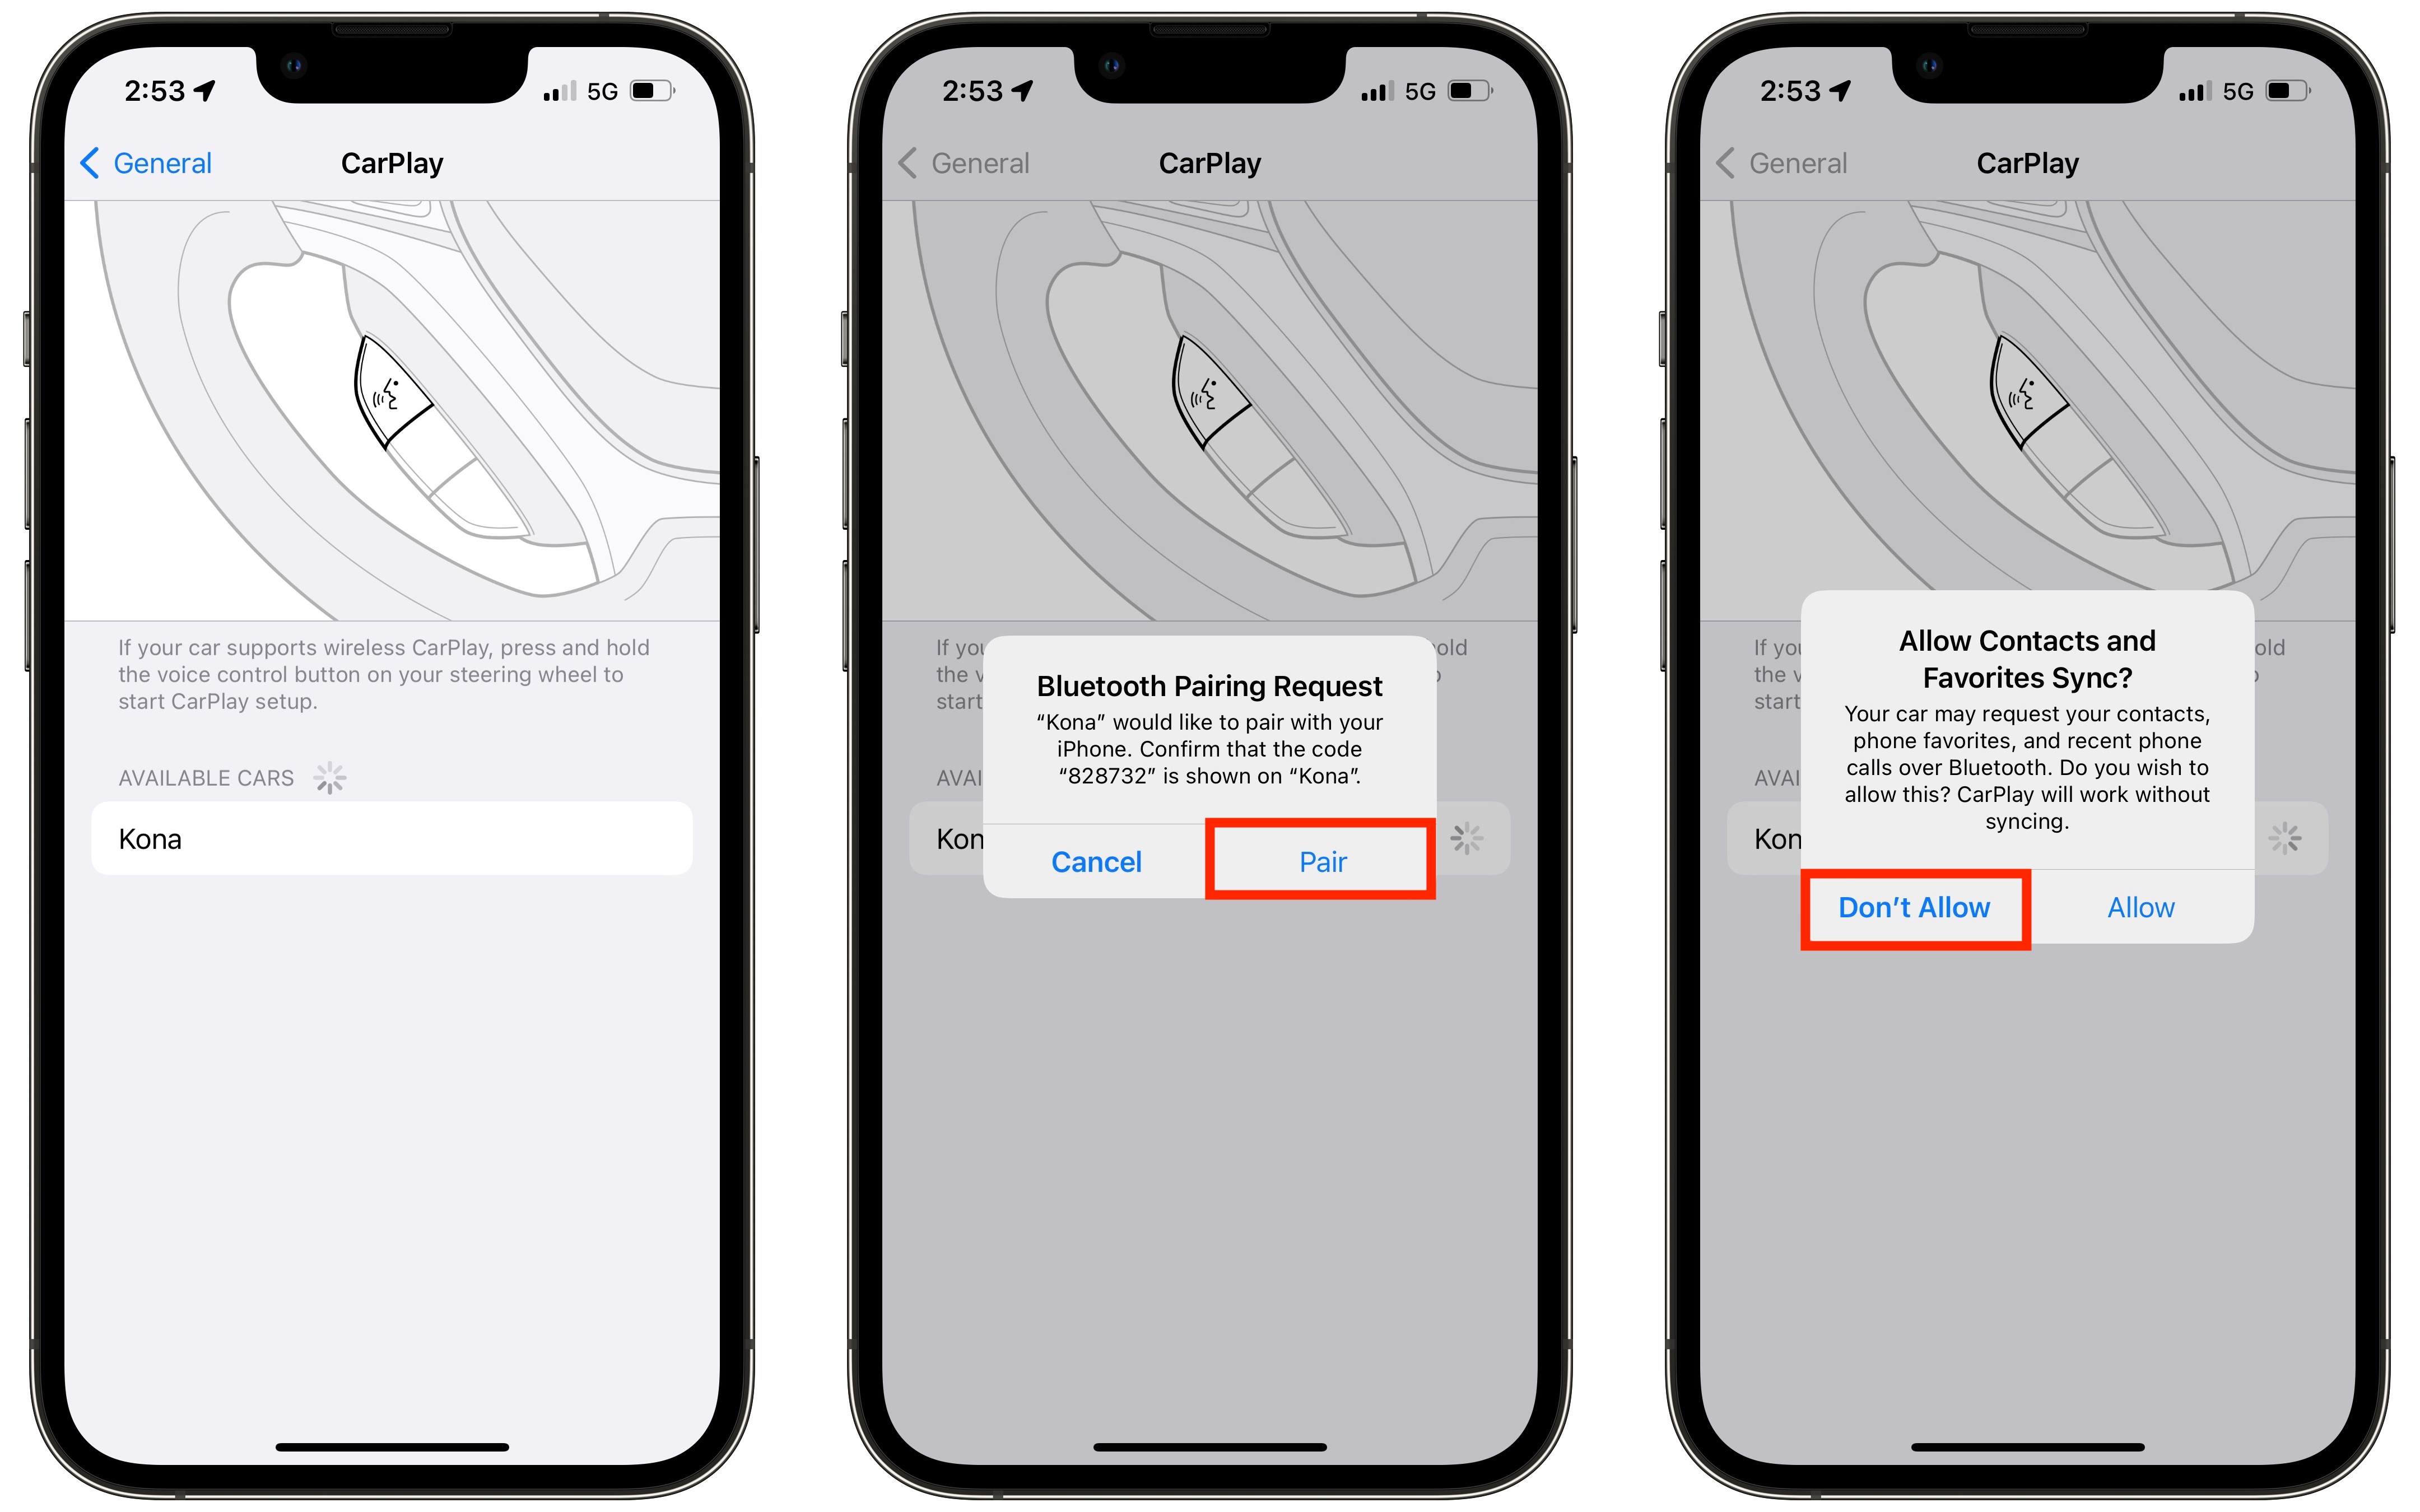 2:53 5G
General CarPlay
If your car supports wireless CarPlay, press and hold
the voice control button on your steering wheel to
start CarPlay setup.
AVAILABLE CARS
Kona
2:53 5G
General CarPlay
If you old
the v
start
Bluetooth Pairing Request
“Kona” would like to pair with your
iPhone. Confirm that the code
“828732” is shown on “Kona”.
AVAI
Kon
Cancel Pair
2:53 5G
General CarPlay
If you old
the v
start
Allow Contacts and
Favorites Sync?
Your car may request your contacts,
phone favorites, and recent phone
calls over Bluetooth. Do you wish to
allow this? CarPlay will work without
syncing.
AVAI
Kon
Don’t Allow Allow